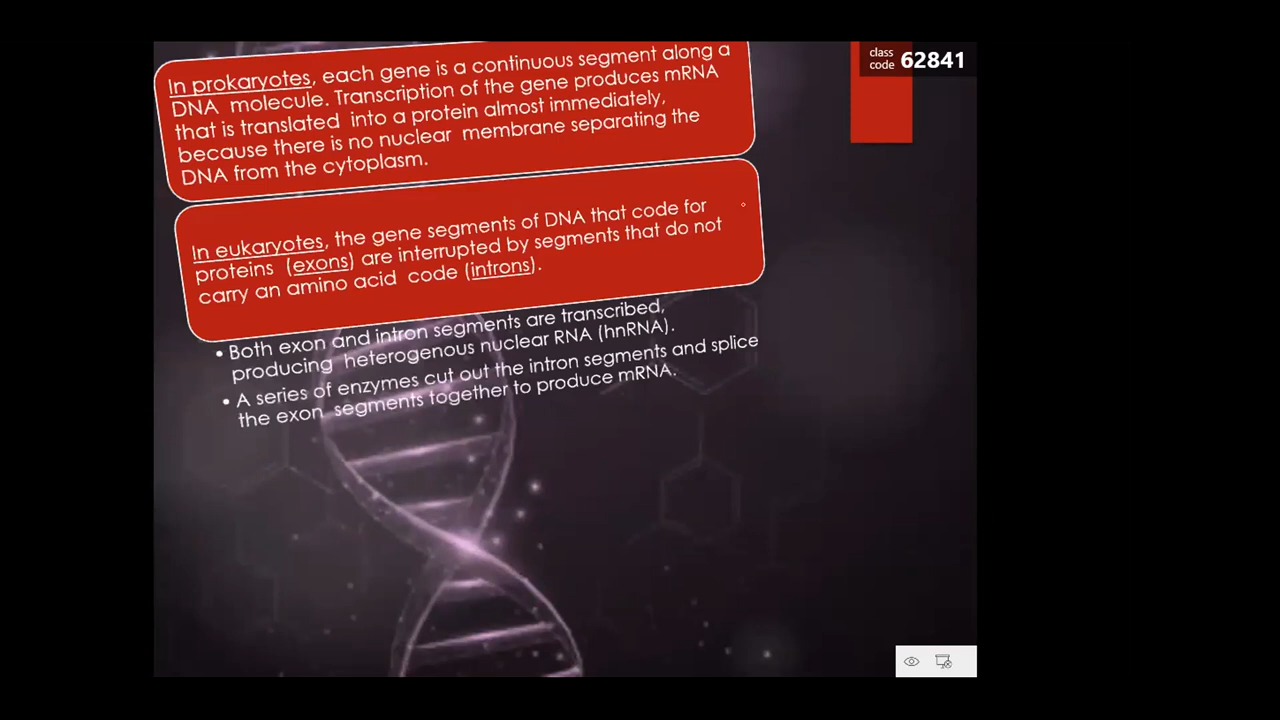 In prokaryotes, each gene is a continuous segment along a
DNA molecule. Transcription of the gene produces mRNA
that is translated into a protein almost immediately,
because there is no nuclear membrane separating the
DNA from the cytoplasm.
In eukaryotes, the gene segments of DNA that code for
proteins (exons) are interrupted by segments that do not
carry an amino acid code (introns).
• Both exon and intron segments are transcribed,
producing heterogenous nuclear RNA (hnRNA).
• A series of enzymes cut out the intron segments and splice
the exon segments together to produce mRNA.
class
code 62841